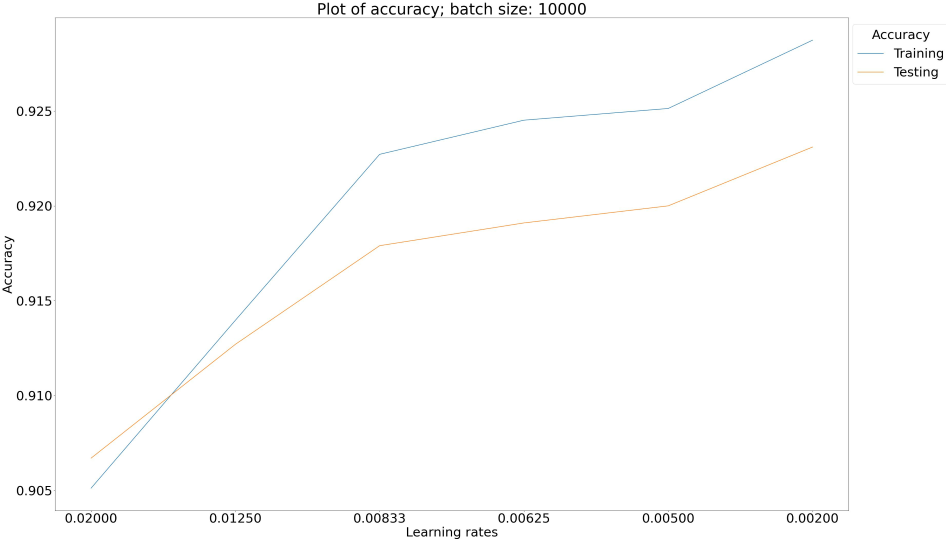 Plot of accuracy; batch size: 10000
Accuracy
Training
Testing
0.925
0.920
0.915
0.910
0.905
Accuracy
0.02000 0.01250 0.00833 0.00625 0.00500 0.00200
Learning rates